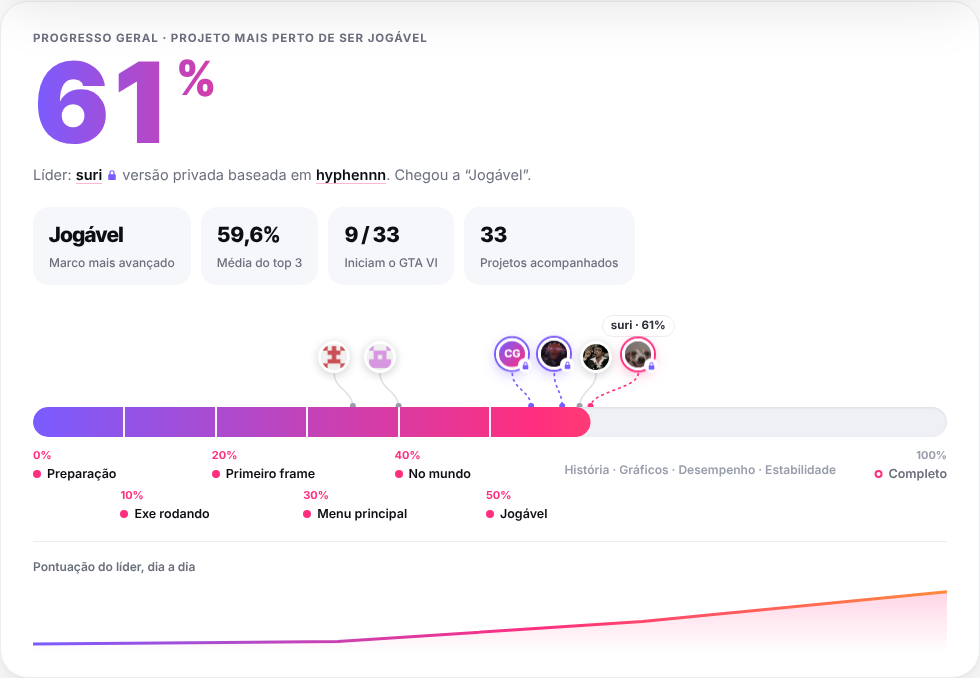 PROGRESSO GERAL · PROJETO MAIS PERTO DE SER JOGÁVEL
61%
Líder: suri versão privada baseada em hyphennn. Chegou a “Jogável”.
Jogável
Marco mais avançado
59,6%
Média do top 3
9 / 33
Iniciam o GTA VI
33
Projetos acompanhados
suri · 61%
CG
0%
Preparação
10%
Exe rodando
20%
Primeiro frame
30%
Menu principal
40%
No mundo
50%
Jogável
História · Gráficos · Desempenho · Estabilidade
100%
Completo
Pontuação do líder, dia a dia